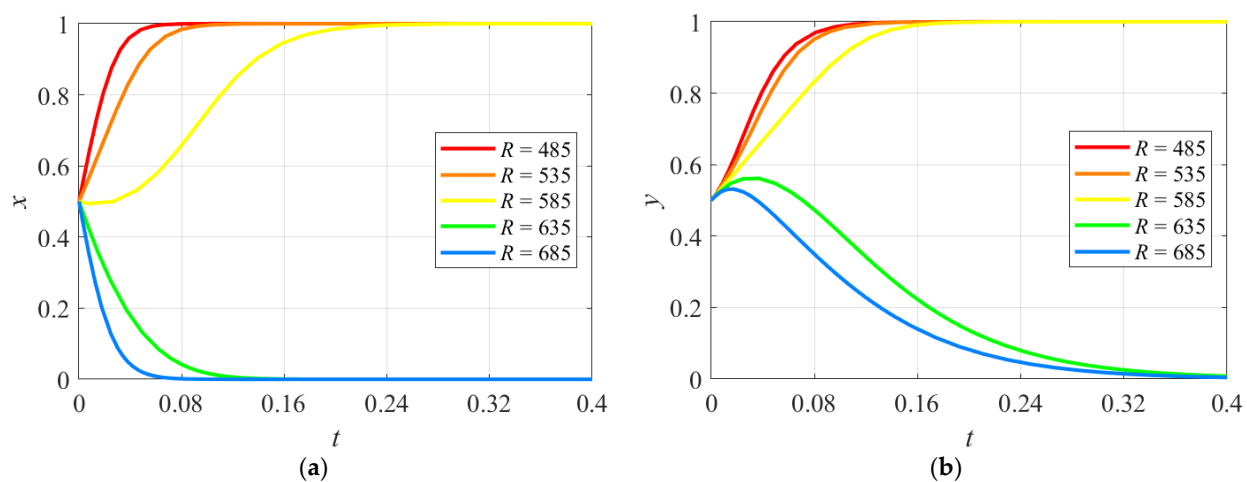 1
0.8
0.6
0.4
0.2
0
x
0 0.08 0.16 0.24 0.32 0.4
t
R = 485
R = 535
R = 585
R = 635
R = 685
(a)
1
0.8
0.6
0.4
0.2
0
y
0 0.08 0.16 0.24 0.32 0.4
t
R = 485
R = 535
R = 585
R = 635
R = 685
(b)